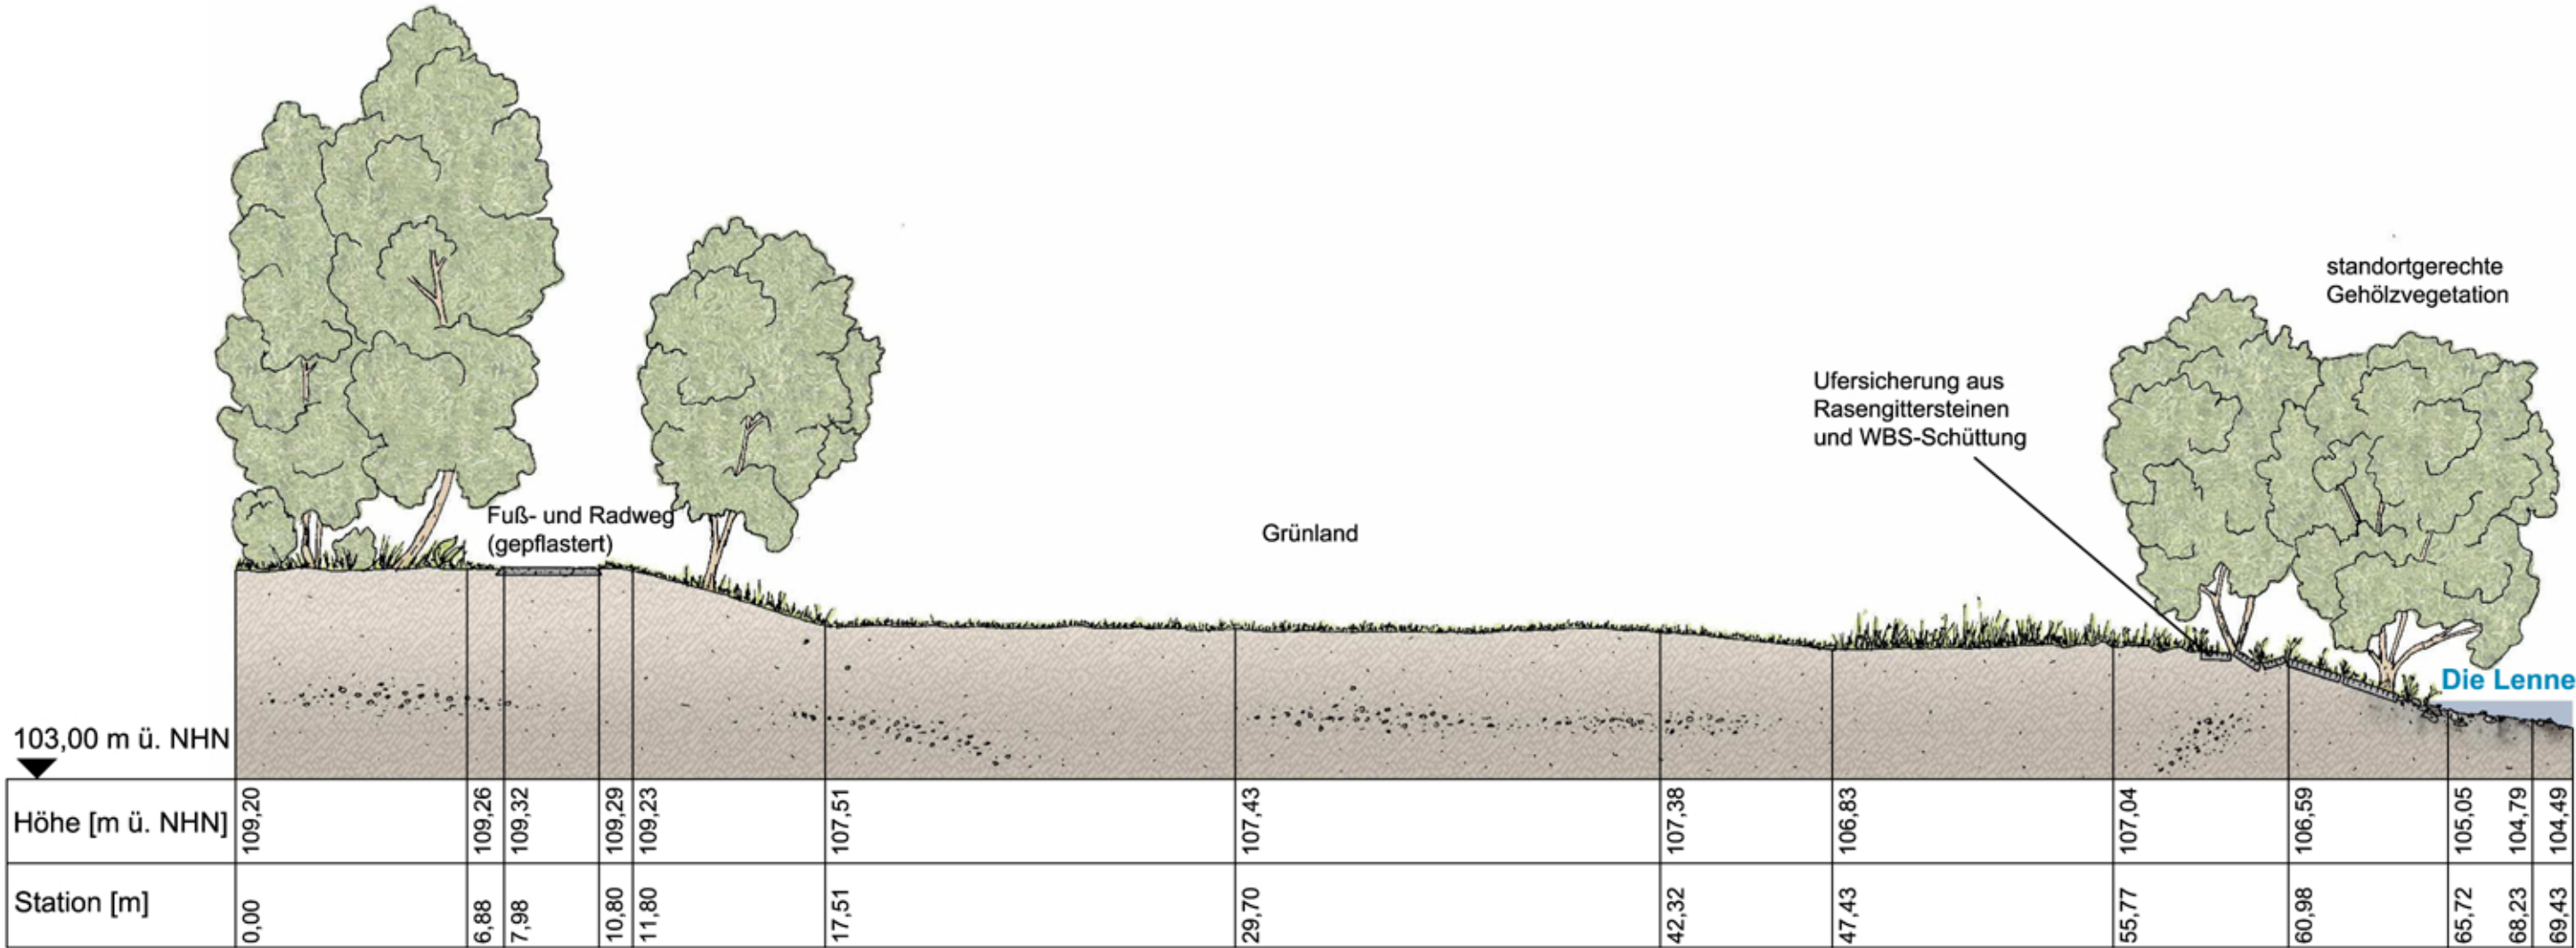 standortgerechte
Gehölzvegetation
Ufersicherung aus
Rasengittersteinen
und WBS-Schüttung
Fuß- und Radweg
(gepflastert)
Grünland
Die Lenne
103,00 m ü. NHN
Höhe [m ü. NHN] 109,20 109,26 109,32 109,29 109,23 107,51 107,43 107,38 106,83 107,04 106,59 105,05 104,79 104,49
Station [m] 0,00 6,88 7,98 10,80 11,80 17,51 29,70 42,32 47,43 55,77 60,98 65,72 68,23 69,43